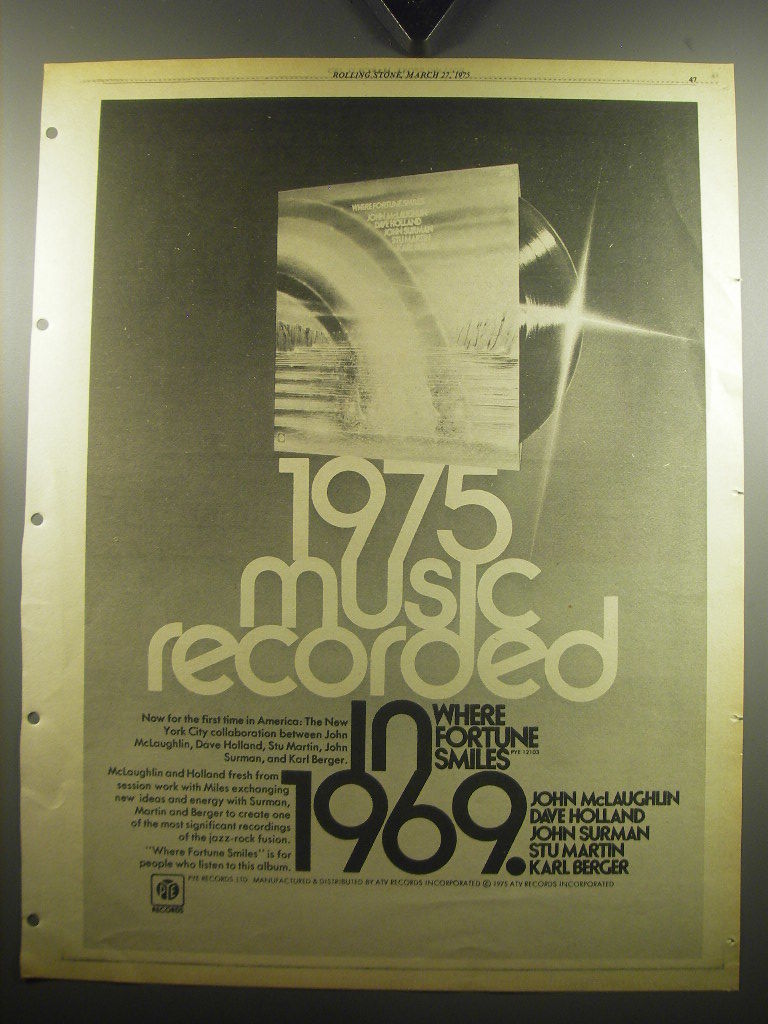 ROLLING STONE, MARCH 27, 1975
47
WHERE FORTUNE SMILES
JOHN McLAUGHLIN
DAVE HOLLAND
JOHN SURMAN
STU MARTIN
1975
music
recorded
in
1969.
Now for the first time in America: The New
York City collaboration between John
McLaughlin, Dave Holland, Stu Martin, John
Surman, and Karl Berger.
McLaughlin and Holland fresh from
session work with Miles exchanging
new ideas and energy with Surman,
Martin and Berger to create one
of the most significant recordings
of the jazz-rock fusion.
"Where Fortune Smiles" is for
people who listen to this album.
WHERE
FORTUNE
SMILES PYE 12103
JOHN McLAUGHLIN
DAVE HOLLAND
JOHN SURMAN
STU MARTIN
KARL BERGER
PYE RECORDS LTD MANUFACTURED & DISTRIBUTED BY ATV RECORDS INCORPORATED © 1975 ATV RECORDS INCORPORATED
PYE
RECORDS